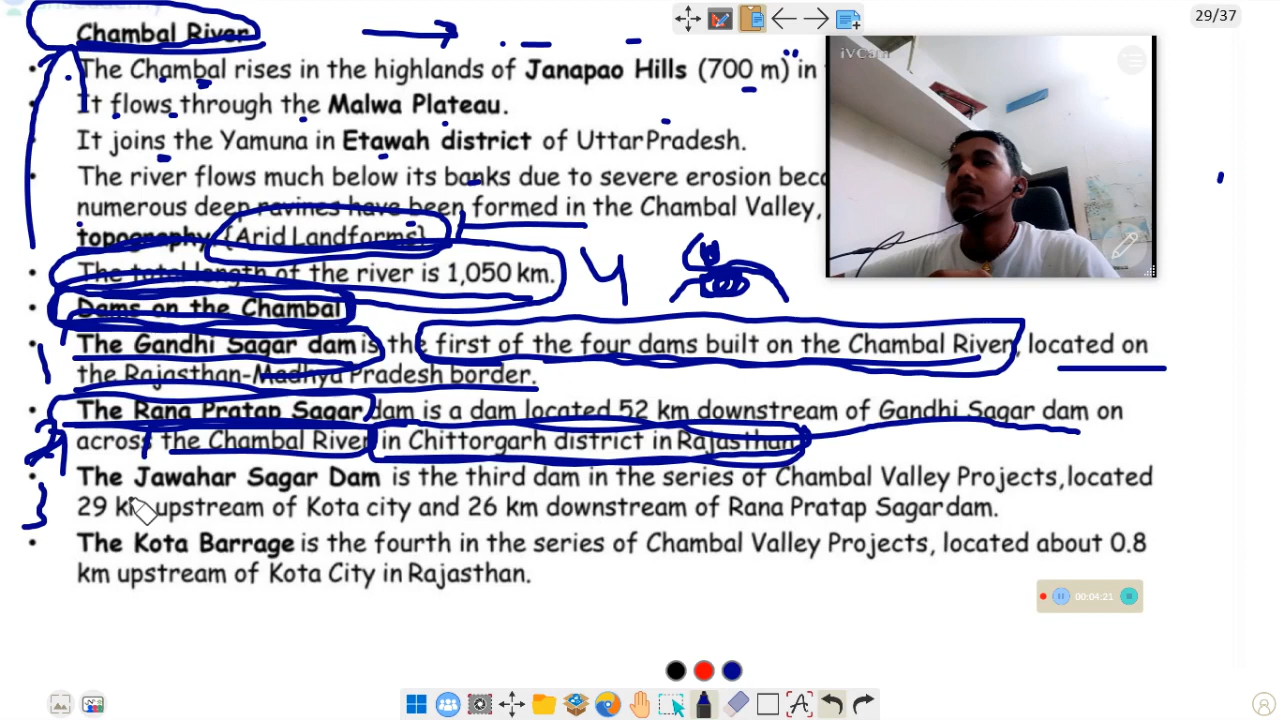 29/37
Chambal River
iVCam
The Chambal rises in the highlands of Janapao Hills (700 m) in
It flows through the Malwa Plateau.
It joins the Yamuna in Etawah district of UttarPradesh.
The river flows much below its banks due to severe erosion
numerous deep ravines have been formed in the Chambal Valley,
topography {Arid Landforms}
The total length of the river is 1,050 km.
4
Dams on the Chambal
1
The Gandhi Sagar dam is the first of the four dams built on the Chambal River, located on
the Rajasthan-Madhya Pradesh border.
2
The Rana Pratap Sagar dam is a dam located 52 km downstream of Gandhi Sagar dam on
across the Chambal River in Chittorgarh district in Rajasthan
3
The Jawahar Sagar Dam is the third dam in the series of Chambal Valley Projects,located
29 km upstream of Kota city and 26 km downstream of Rana Pratap Sagardam.
The Kota Barrage is the fourth in the series of Chambal Valley Projects, located about 0.8
km upstream of Kota City in Rajasthan.
00:04:21